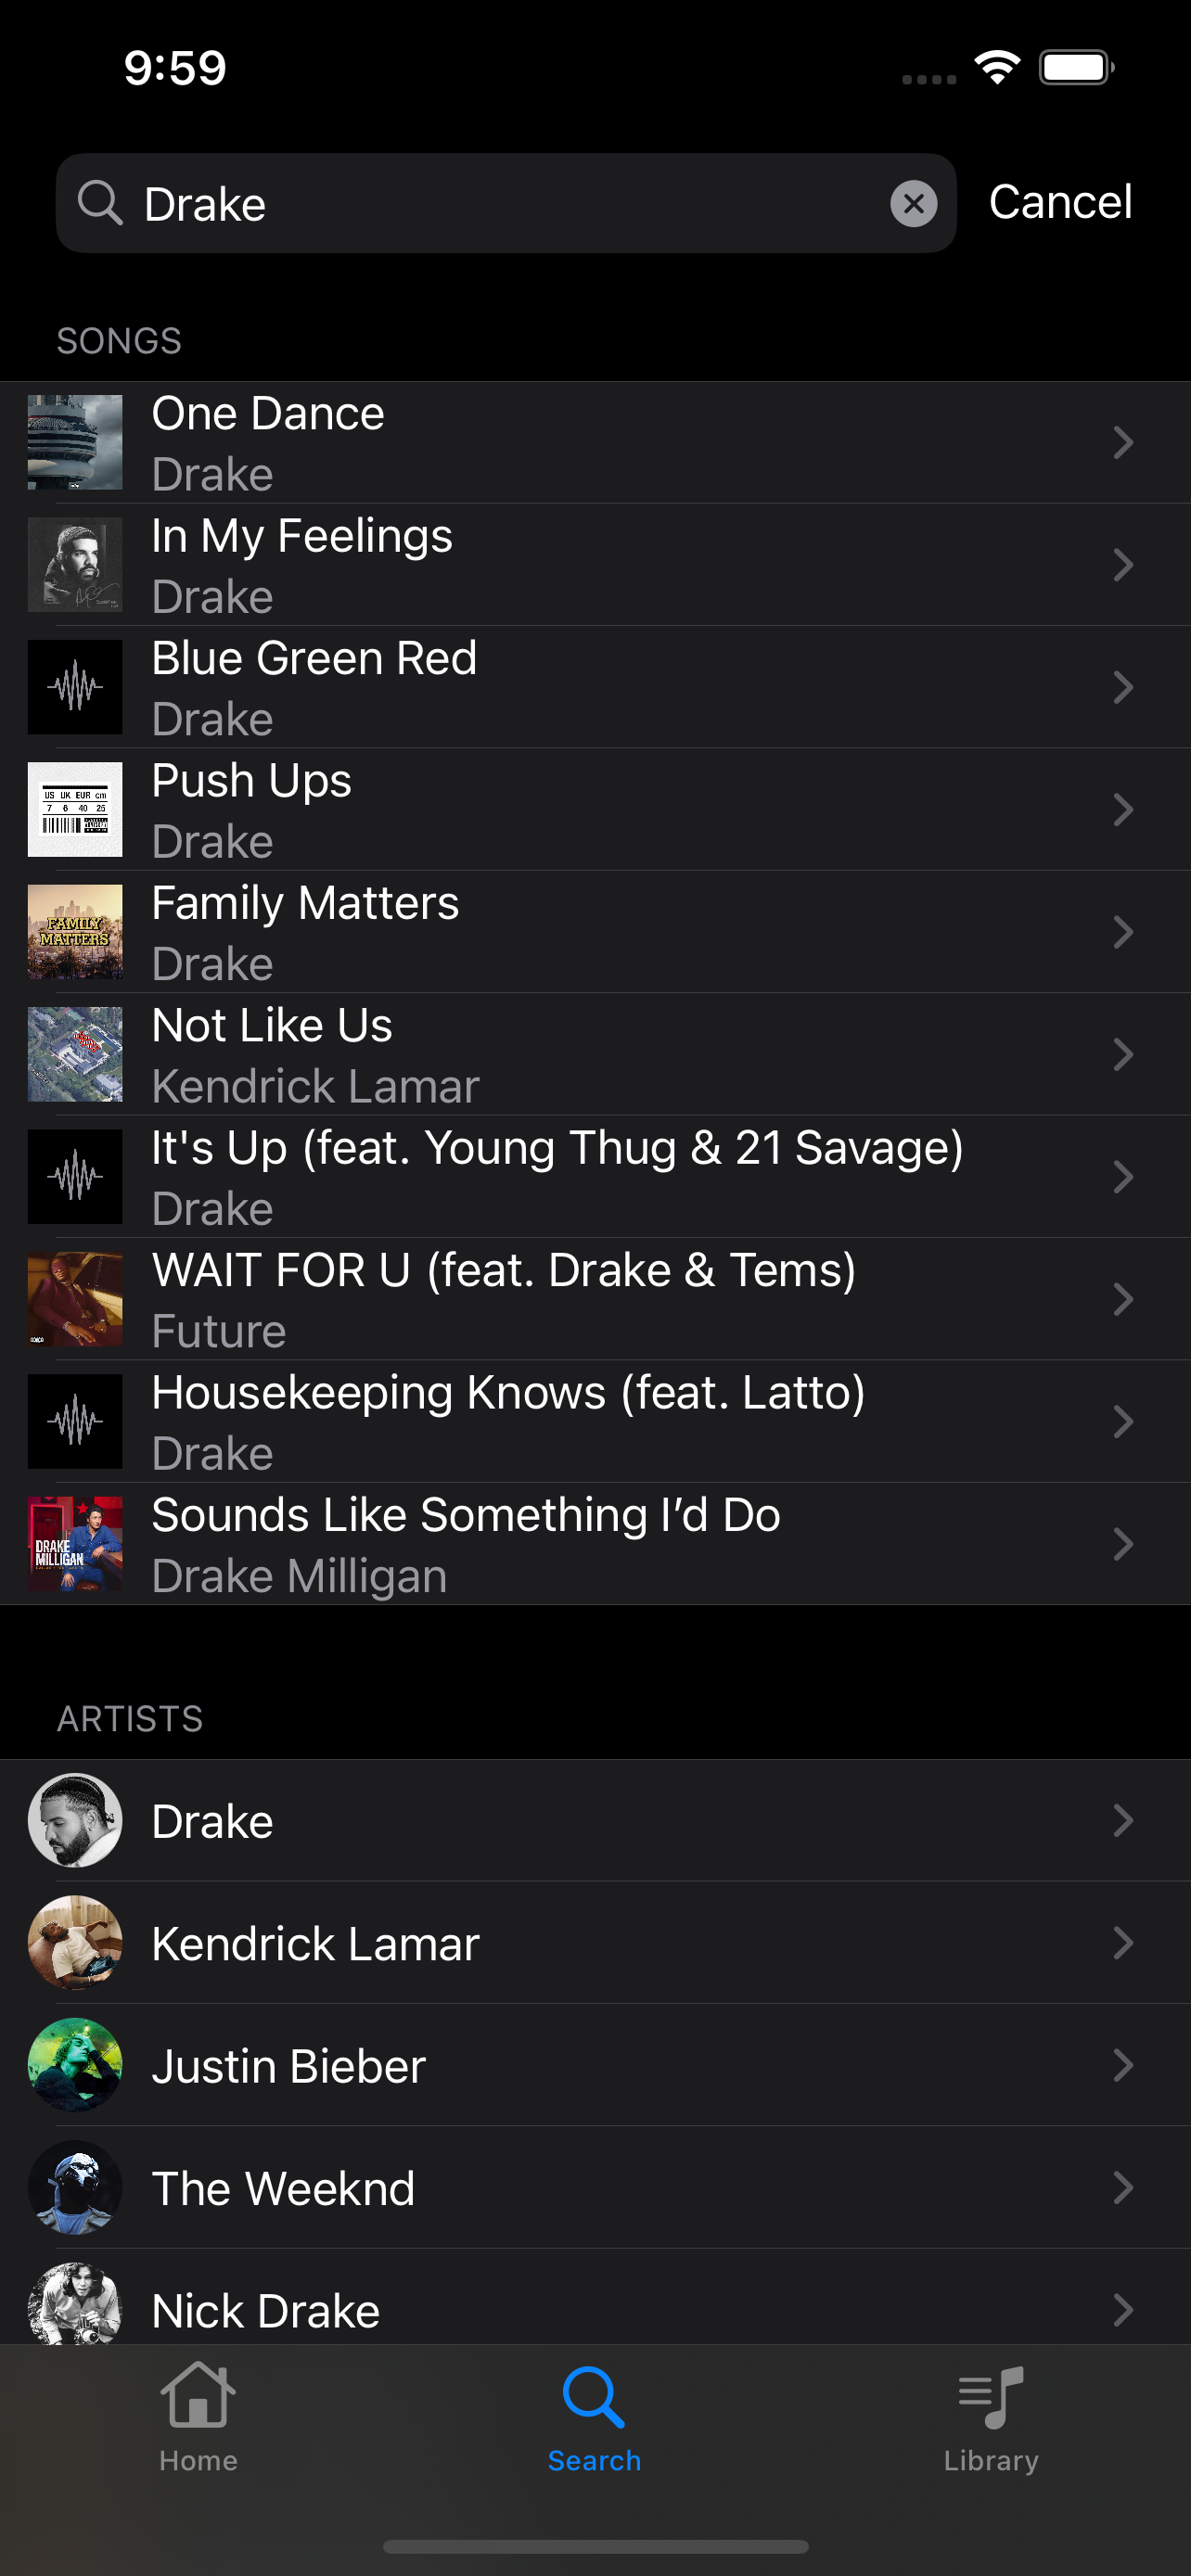 9:59
Drake
Cancel
SONGS
One Dance
Drake
In My Feelings
Drake
Blue Green Red
Drake
US UK EUR cm
7 6 40 25
Push Ups
Drake
FAMILY
MATTERS
Family Matters
Drake
Not Like Us
Kendrick Lamar
It's Up (feat. Young Thug & 21 Savage)
Drake
WAIT FOR U (feat. Drake & Tems)
Future
Housekeeping Knows (feat. Latto)
Drake
DRAKE
MILLIGAN
Sounds Like Something I’d Do
Drake Milligan
ARTISTS
Drake
Kendrick Lamar
Justin Bieber
The Weeknd
Nick Drake
Home
Search
Library